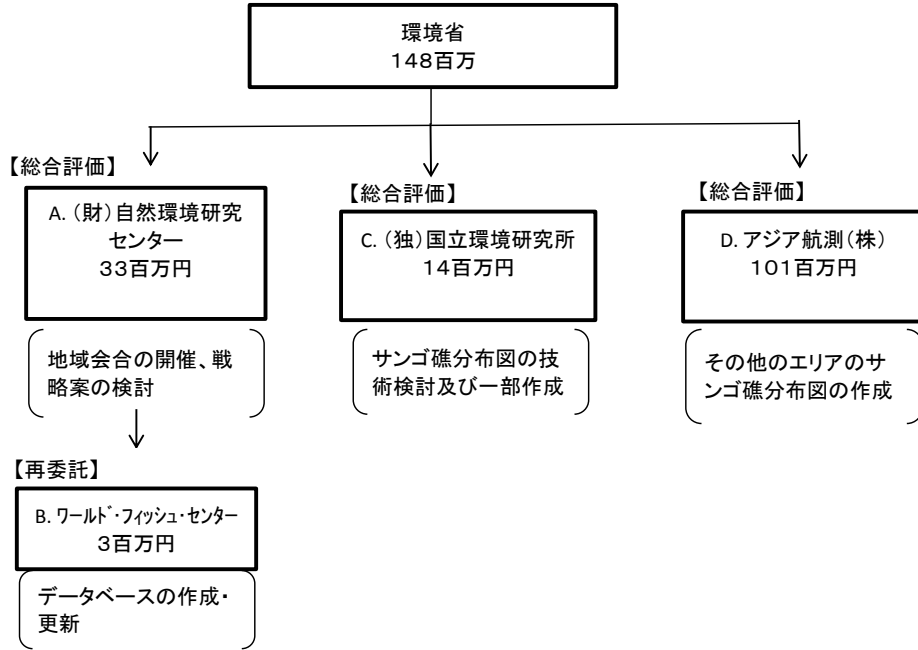 環境省
148百万
【総合評価】
A.（財）自然環境研究
センター
33百万円
地域会合の開催、戦
略案の検討
【再委託】
B. ワールド・フィッシュ・センター
3百万円
データベースの作成・
更新
【総合評価】
C.（独）国立環境研究所
14百万円
サンゴ礁分布図の技
術検討及び一部作成
【総合評価】
D. アジア航測（株）
101百万円
その他のエリアのサ
ンゴ礁分布図の作成